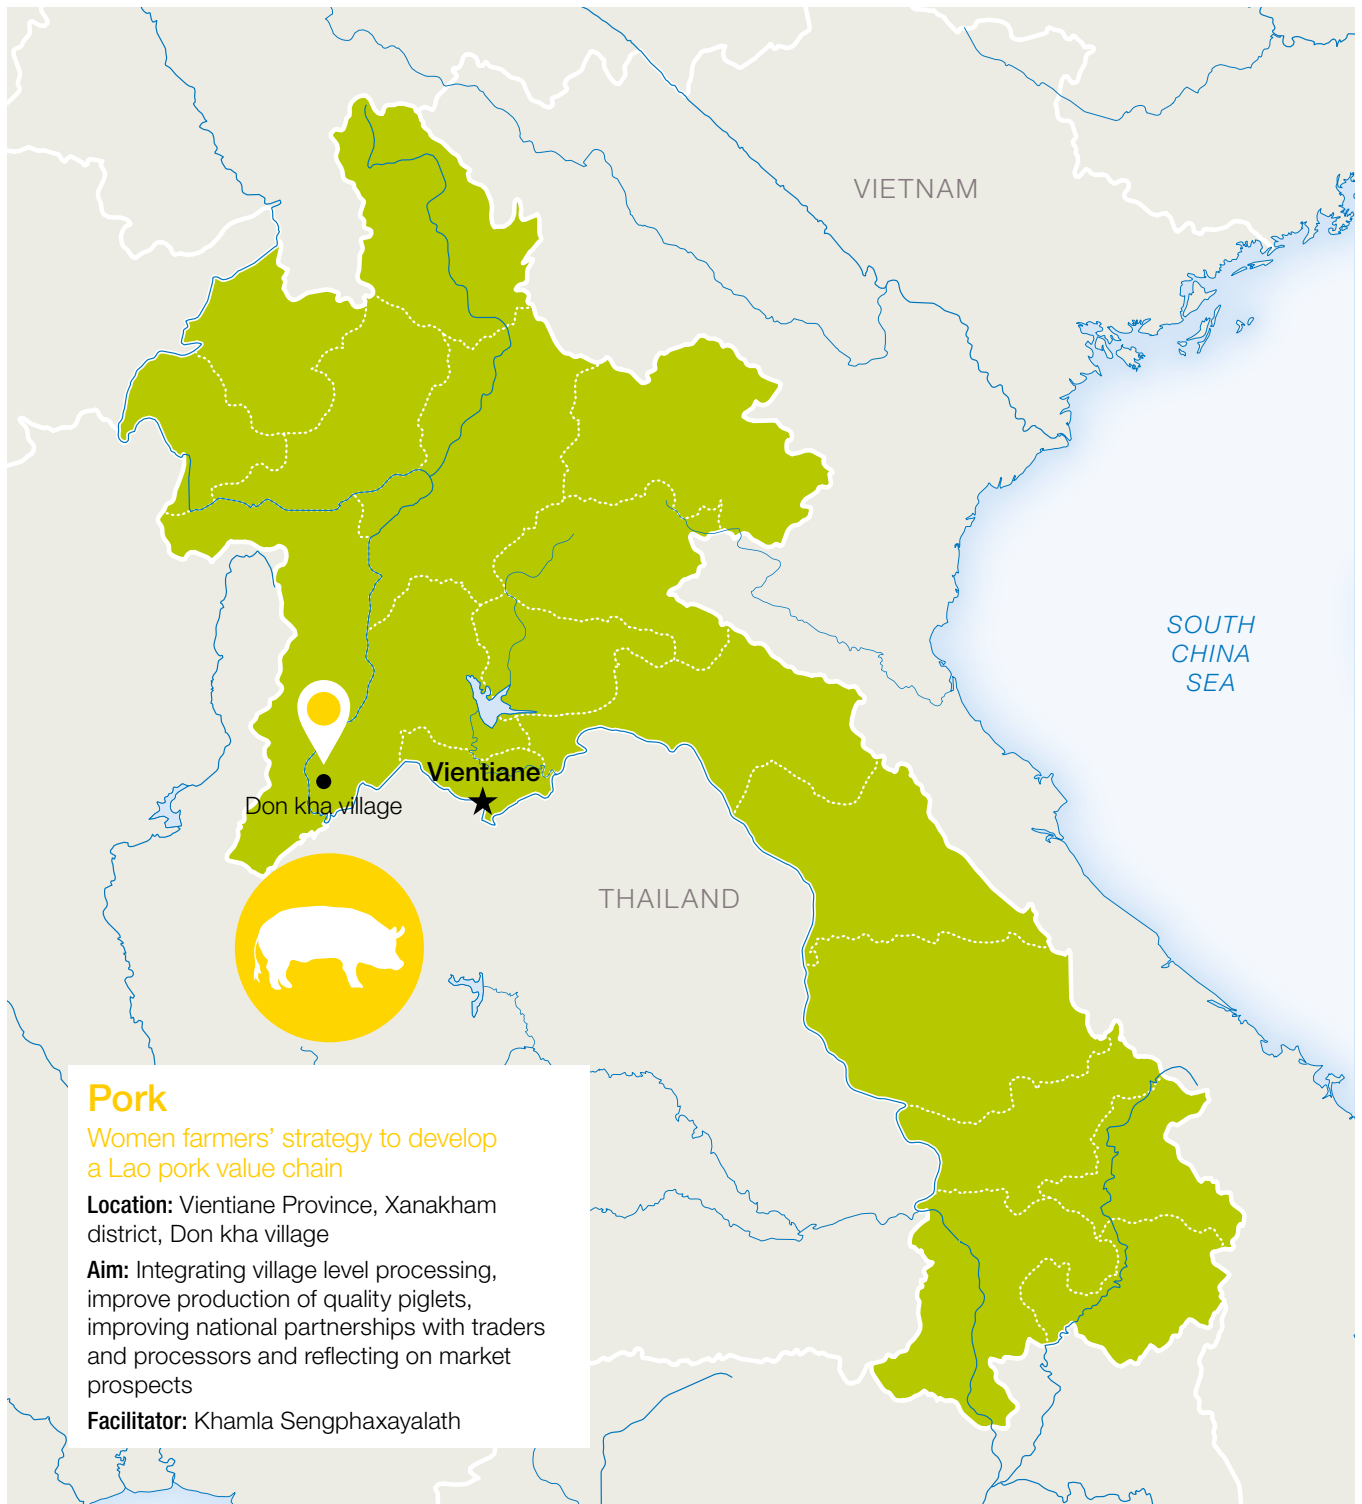 VIETNAM
SOUTH
CHINA
SEA
Vientiane
Don kha village
THAILAND
Pork
Women farmers’ strategy to develop
a Lao pork value chain
Location: Vientiane Province, Xanakham
district, Don kha village
Aim: Integrating village level processing,
improve production of quality piglets,
improving national partnerships with traders
and processors and reflecting on market
prospects
Facilitator: Khamla Sengphaxayalath